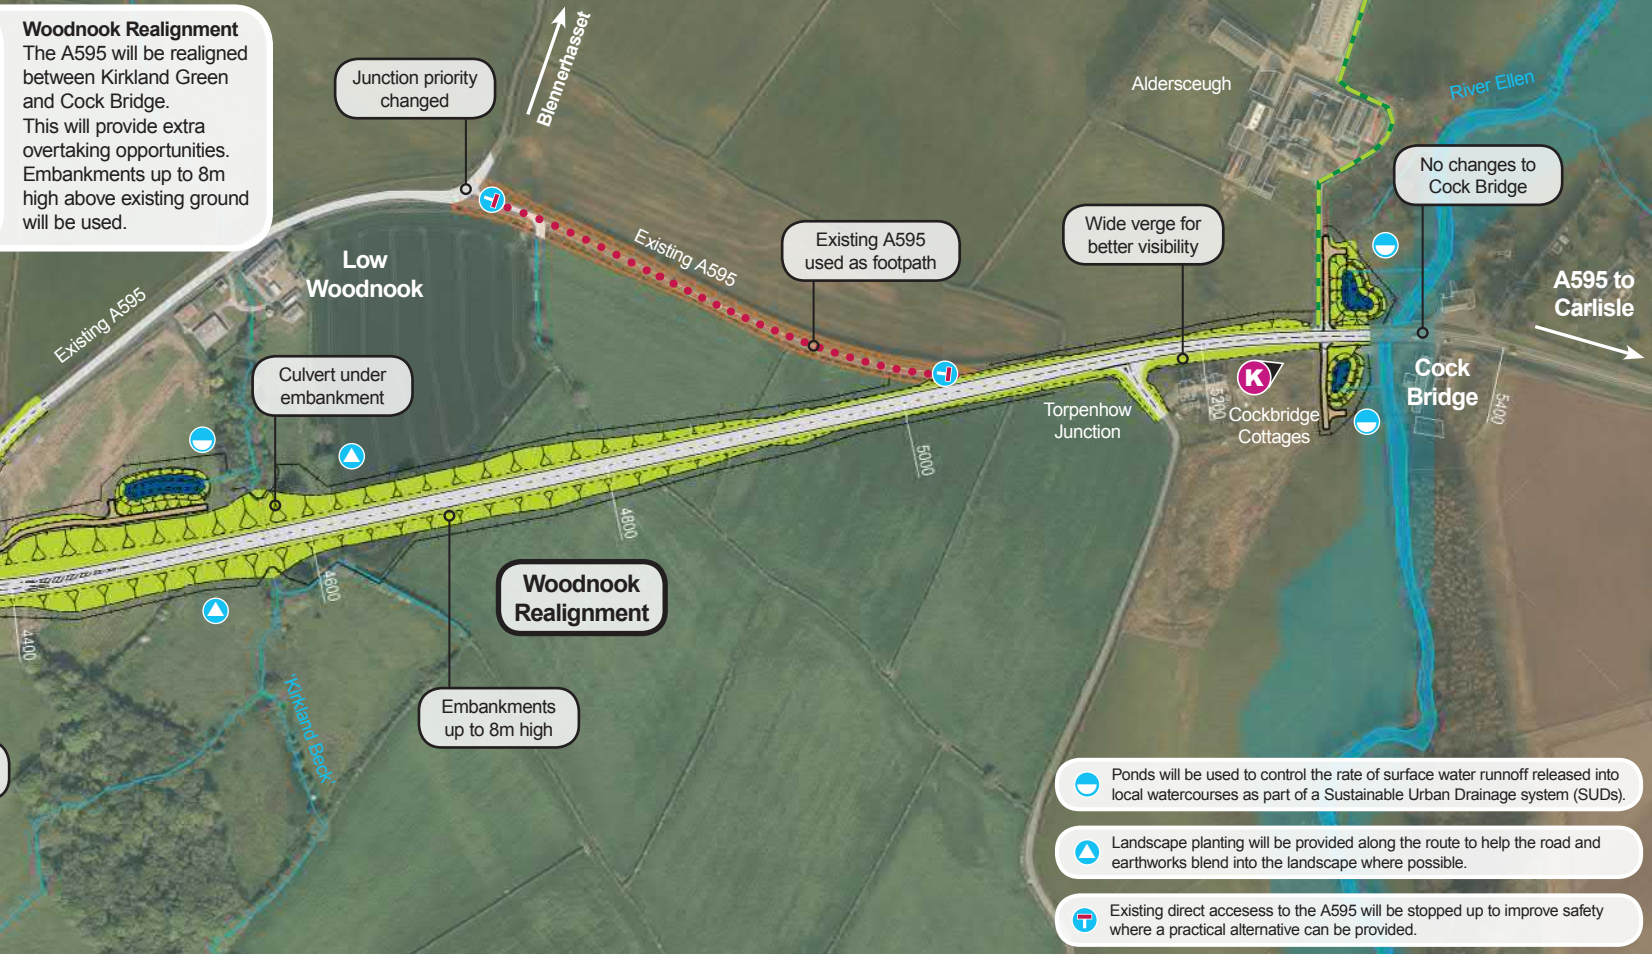 Woodnook Realignment
The A595 will be realigned
between Kirkland Green
and Cock Bridge.
This will provide extra
overtaking opportunities.
Embankments up to 8m
high above existing ground
will be used.
Junction priority
changed
Blennerhasset
Aldersceugh
River Ellen
No changes to
Cock Bridge
Low
Woodnook
Existing A595
Existing A595
Existing A595
used as footpath
Wide verge for
better visibility
A595 to
Carlisle
Culvert under
embankment
K
Cock
Bridge
Torpenhow
Junction
Cockbridge
Cottages
5200
5400
5000
4800
4600
4400
Woodnook
Realignment
'Kirkland Beck'
Embankments
up to 8m high
Ponds will be used to control the rate of surface water runnoff released into
local watercourses as part of a Sustainable Urban Drainage system (SUDs).
Landscape planting will be provided along the route to help the road and
earthworks blend into the landscape where possible.
Existing direct accesess to the A595 will be stopped up to improve safety
where a practical alternative can be provided.